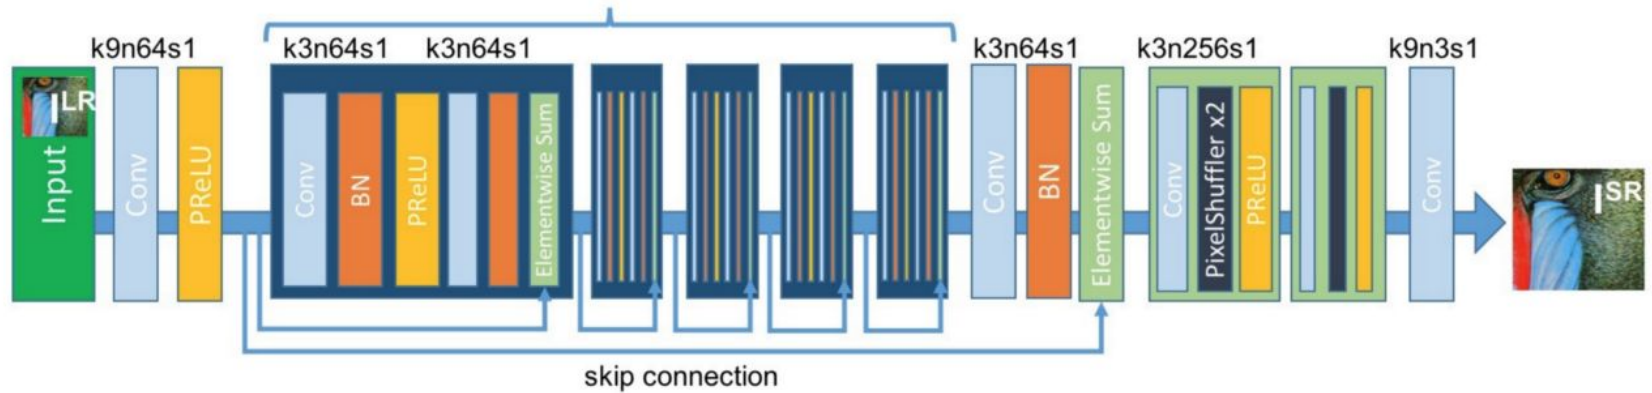 k9n64s1
k3n64s1
k3n64s1
k3n64s1
k3n256s1
k9n3s1
I^LR
Input
Conv
PReLU
Conv
BN
PReLU
Elementwise Sum
Conv
BN
Elementwise Sum
Conv
PixelShuffler x2
PReLU
Conv
I^SR
skip connection